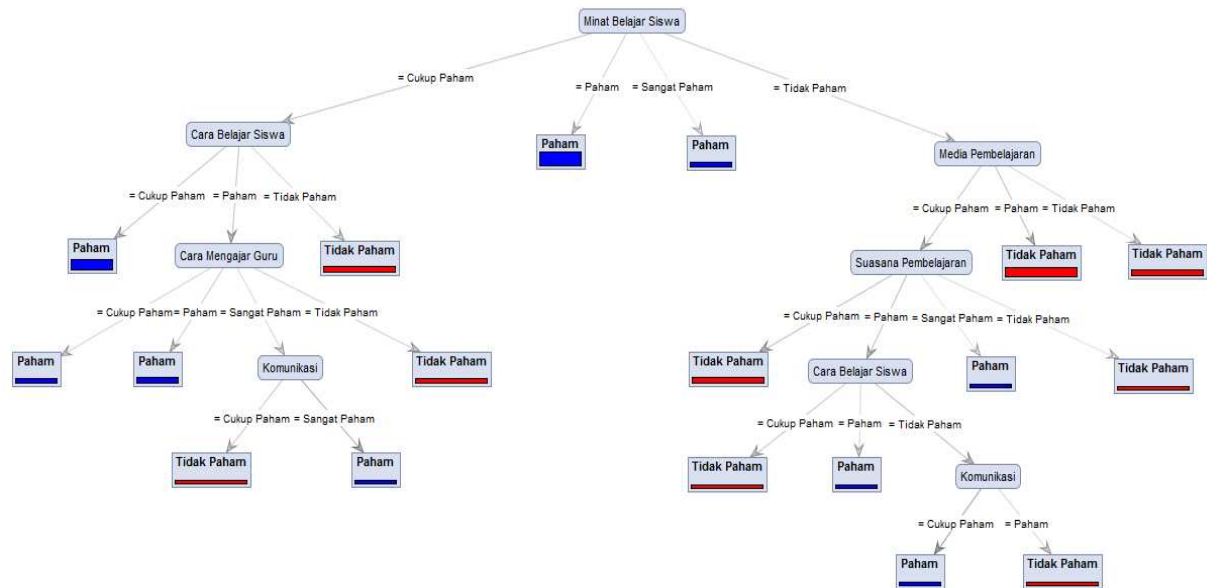 Minat Belajar Siswa
= Cukup Paham
= Paham
= Sangat Paham
= Tidak Paham
Cara Belajar Siswa
Paham
Paham
Media Pembelajaran
= Cukup Paham
= Paham
= Tidak Paham
= Cukup Paham
= Paham
= Tidak Paham
Paham
Cara Mengajar Guru
Tidak Paham
Suasana Pembelajaran
Tidak Paham
Tidak Paham
= Cukup Paham
= Paham
= Sangat Paham
= Tidak Paham
= Cukup Paham
= Paham
= Sangat Paham
= Tidak Paham
Paham
Paham
Komunikasi
Tidak Paham
Tidak Paham
Cara Belajar Siswa
Paham
Tidak Paham
= Cukup Paham
= Sangat Paham
= Cukup Paham
= Paham
= Tidak Paham
Tidak Paham
Paham
Tidak Paham
Paham
Komunikasi
= Cukup Paham
= Paham
Paham
Tidak Paham